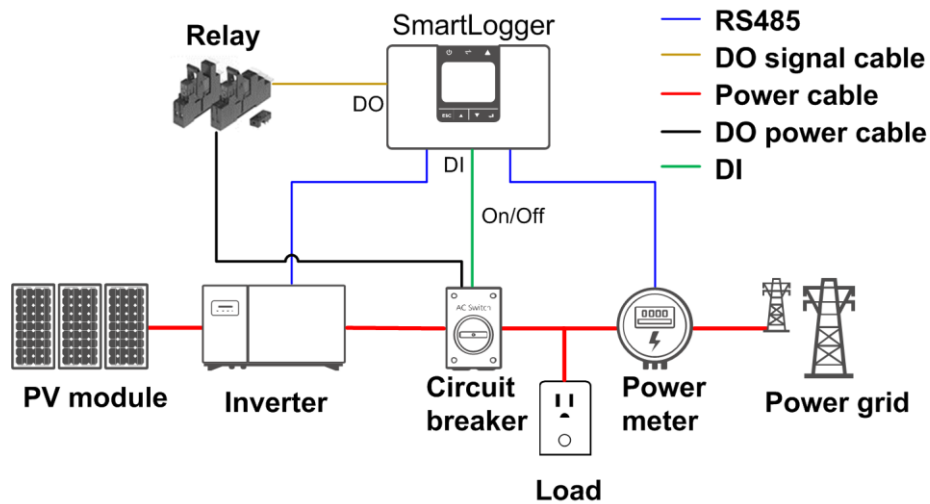 SmartLogger
RS485
Relay
DO signal cable
DO
Power cable
ESC
DO power cable
DI
DI
On/Off
AC Switch
0000
PV module
Inverter
Circuit
breaker
Power
meter
Power grid
Load